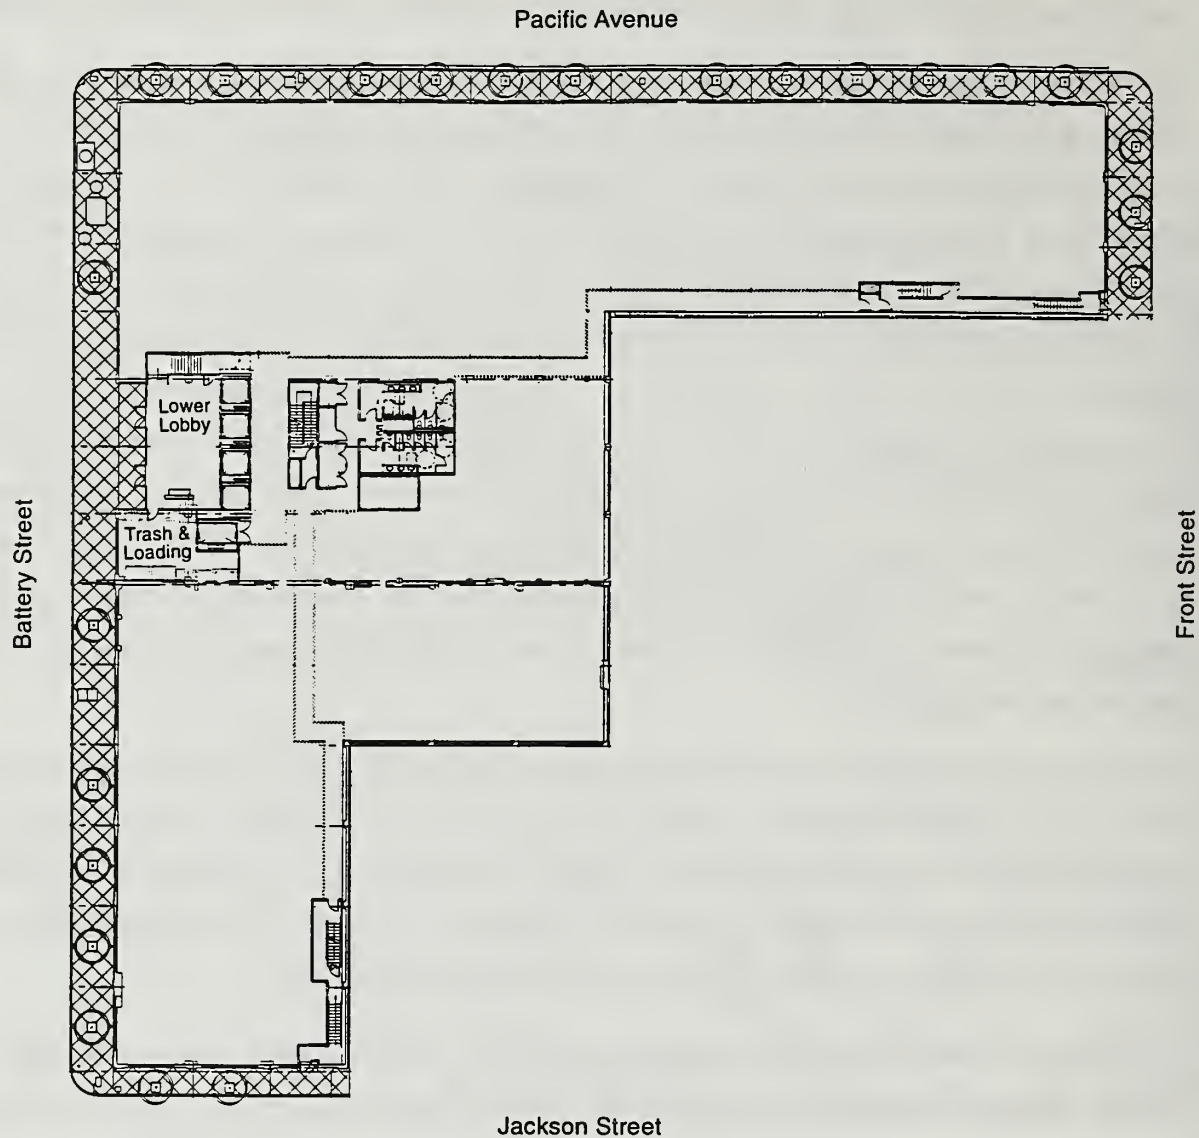 Pacific Avenue
Lower
Lobby
Trash &
Loading
Battery Street
Front Street
Jackson Street